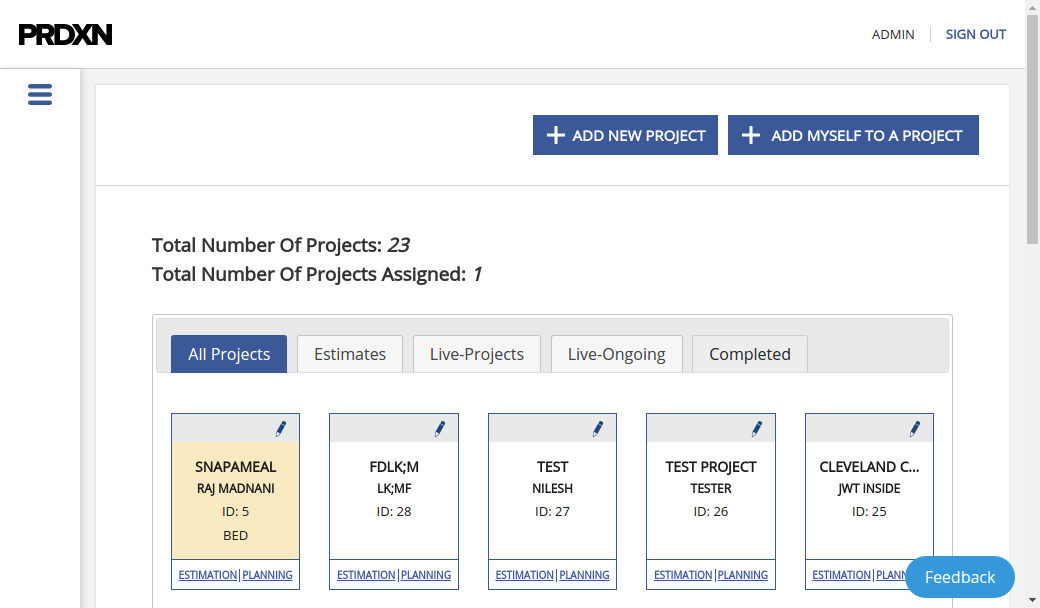 PRDXN
ADMIN SIGN OUT
ADD NEW PROJECT ADD MYSELF TO A PROJECT
Total Number Of Projects: 23
Total Number Of Projects Assigned: 1
All Projects Estimates Live-Projects Live-Ongoing Completed
SNAPAMEAL FDLK;M TEST TEST PROJECT CLEVELAND C...
RAJ MADNANI LK;MF NILESH TESTER JWT INSIDE
ID: 5 ID: 28 ID: 27 ID: 26 ID: 25
BED
ESTIMATION|PLANNING ESTIMATION|PLANNING ESTIMATION|PLANNING ESTIMATION|PLANNING ESTIMATION|PLANN
Feedback